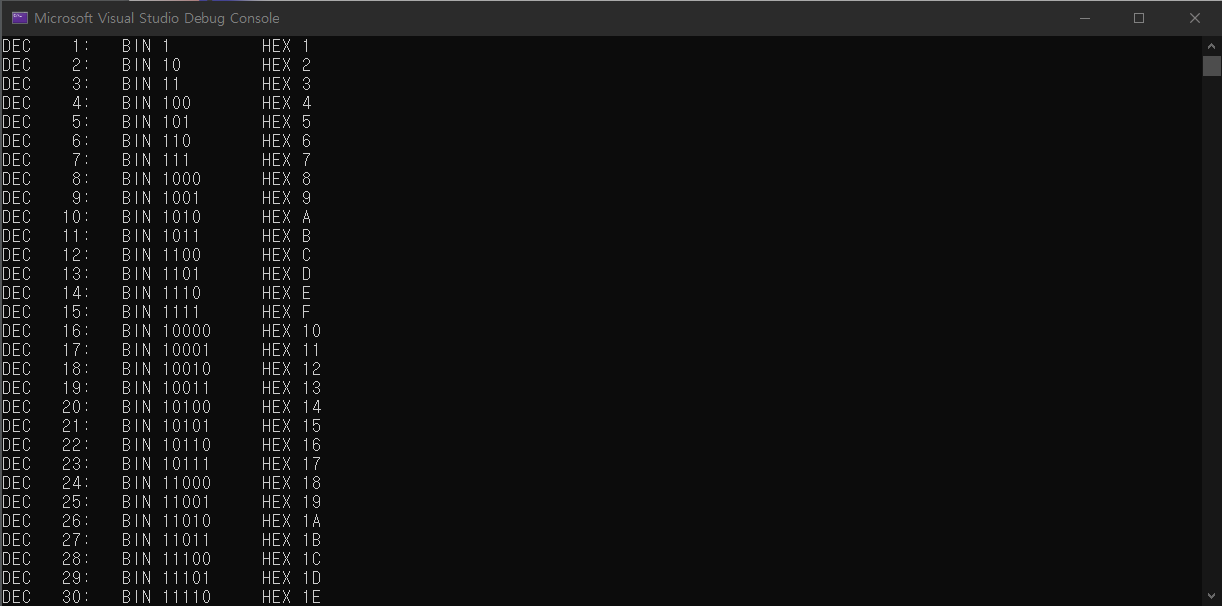 Microsoft Visual Studio Debug Console
DEC    1:   BIN 1         HEX 1
DEC    2:   BIN 10        HEX 2
DEC    3:   BIN 11        HEX 3
DEC    4:   BIN 100       HEX 4
DEC    5:   BIN 101       HEX 5
DEC    6:   BIN 110       HEX 6
DEC    7:   BIN 111       HEX 7
DEC    8:   BIN 1000      HEX 8
DEC    9:   BIN 1001      HEX 9
DEC   10:   BIN 1010      HEX A
DEC   11:   BIN 1011      HEX B
DEC   12:   BIN 1100      HEX C
DEC   13:   BIN 1101      HEX D
DEC   14:   BIN 1110      HEX E
DEC   15:   BIN 1111      HEX F
DEC   16:   BIN 10000     HEX 10
DEC   17:   BIN 10001     HEX 11
DEC   18:   BIN 10010     HEX 12
DEC   19:   BIN 10011     HEX 13
DEC   20:   BIN 10100     HEX 14
DEC   21:   BIN 10101     HEX 15
DEC   22:   BIN 10110     HEX 16
DEC   23:   BIN 10111     HEX 17
DEC   24:   BIN 11000     HEX 18
DEC   25:   BIN 11001     HEX 19
DEC   26:   BIN 11010     HEX 1A
DEC   27:   BIN 11011     HEX 1B
DEC   28:   BIN 11100     HEX 1C
DEC   29:   BIN 11101     HEX 1D
DEC   30:   BIN 11110     HEX 1E